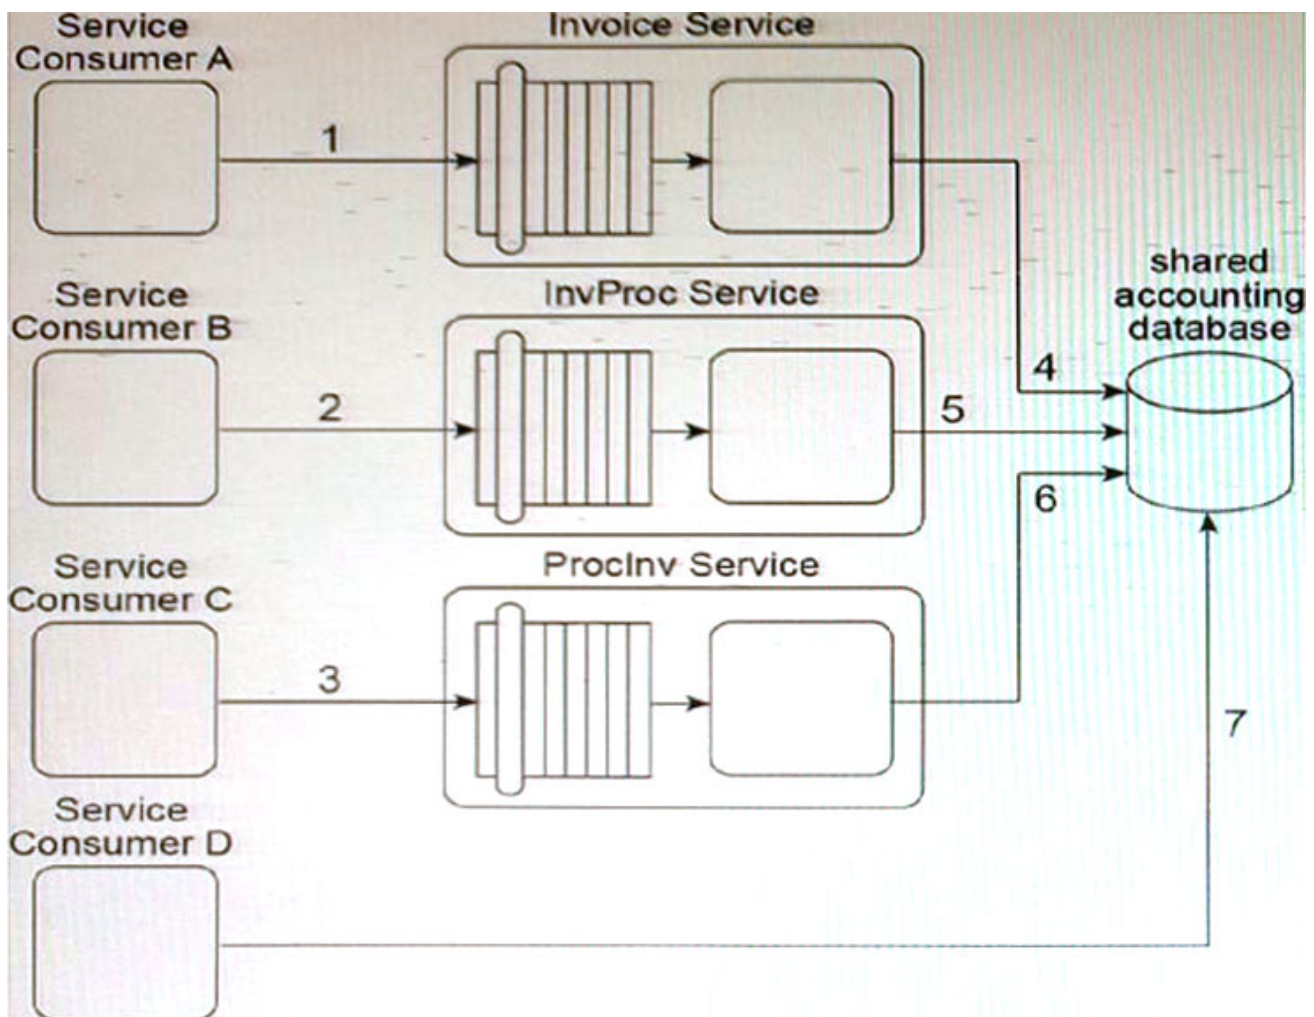 Service
Consumer A
Invoice Service
1
Service
Consumer B
InvProc Service
shared
accounting
database
2
4
5
6
Service
Consumer C
ProcInv Service
3
7
Service
Consumer D